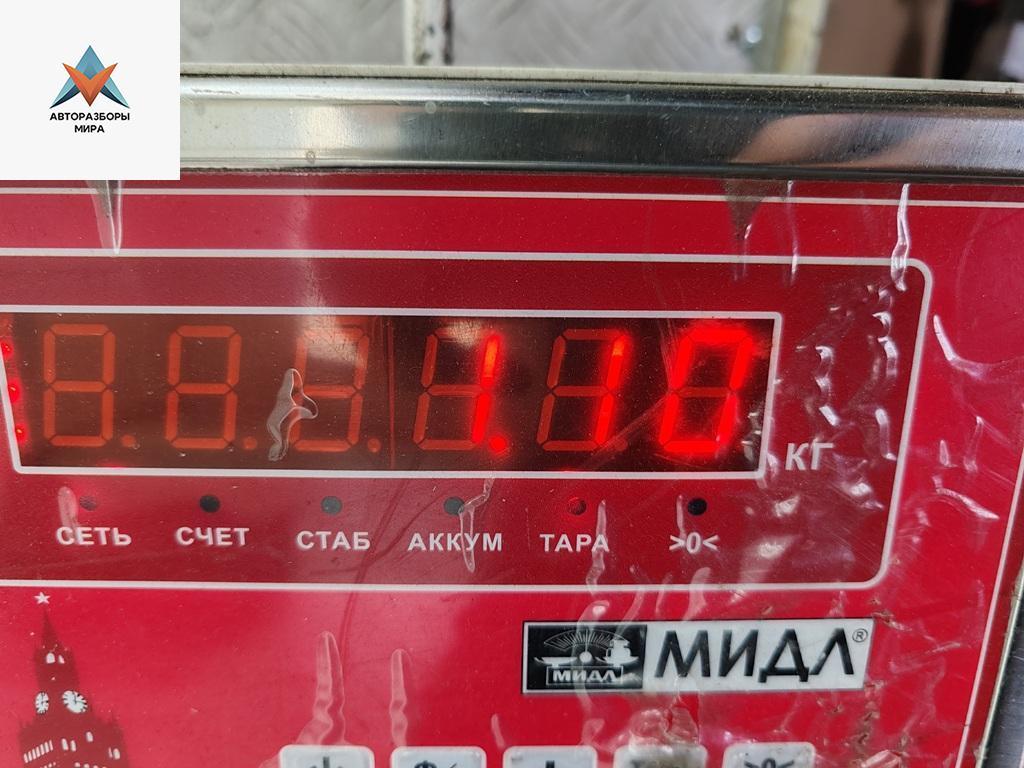 АВТОРАЗБОРЫ
МИРА
1.10
КГ
СЕТЬ СЧЕТ СТАБ АККУМ ТАРА >0<
МИДЛ МИДЛ®